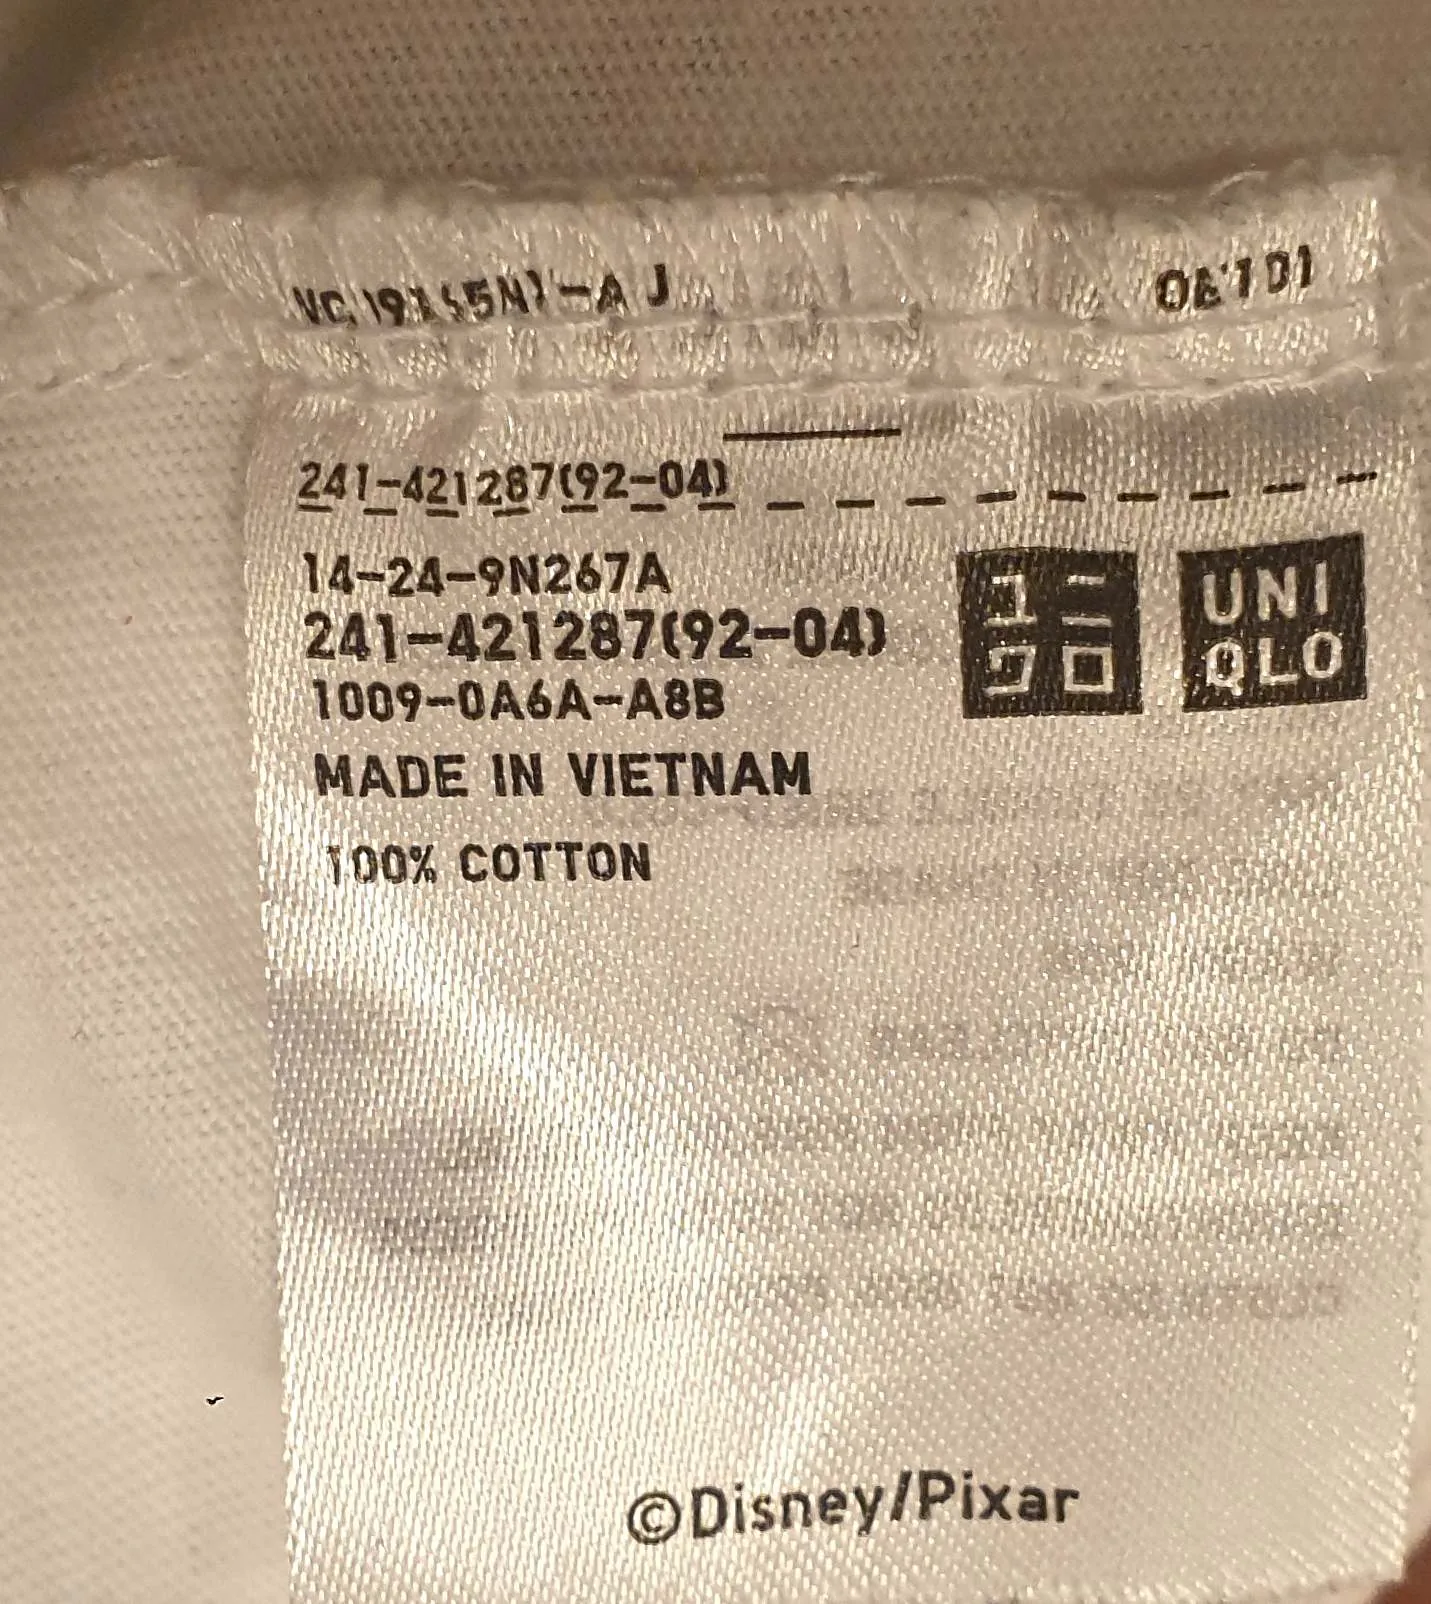 241-421287(92-04)
14-24-9N267A
241-421287(92-04)
1009-0A6A-A8B
ユニ
クロ
UNI
QLO
MADE IN VIETNAM
100% COTTON
©Disney/Pixar